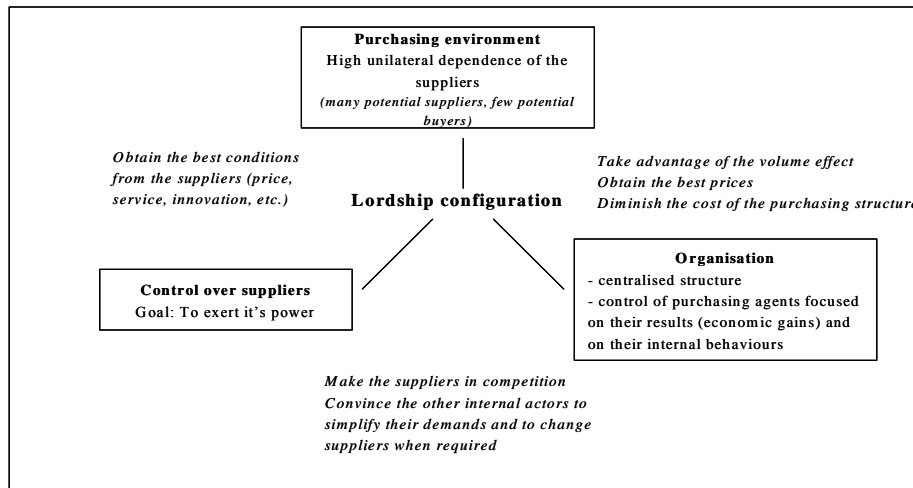 Purchasing environment
High unilateral dependence of the
suppliers
(many potential suppliers, few potential
buyers)
Obtain the best conditions
from the suppliers (price,
service, innovation, etc.)
Take advantage of the volume effect
Obtain the best prices
Diminish the cost of the purchasing structure
Lordship configuration
Control over suppliers
Goal: To exert it's power
Organisation
- centralised structure
- control of purchasing agents focused
on their results (economic gains) and
on their internal behaviours
Make the suppliers in competition
Convince the other internal actors to
simplify their demands and to change
suppliers when required